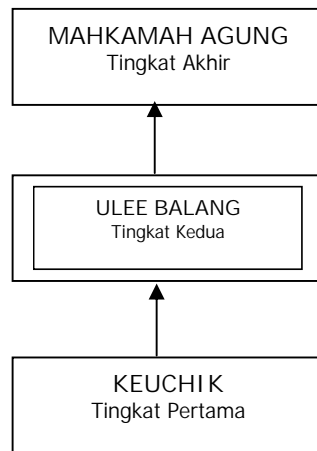 MAHKAMAH AGUNG
Tingkat Akhir
ULEE BALANG
Tingkat Kedua
KEUCHIK
Tingkat Pertama